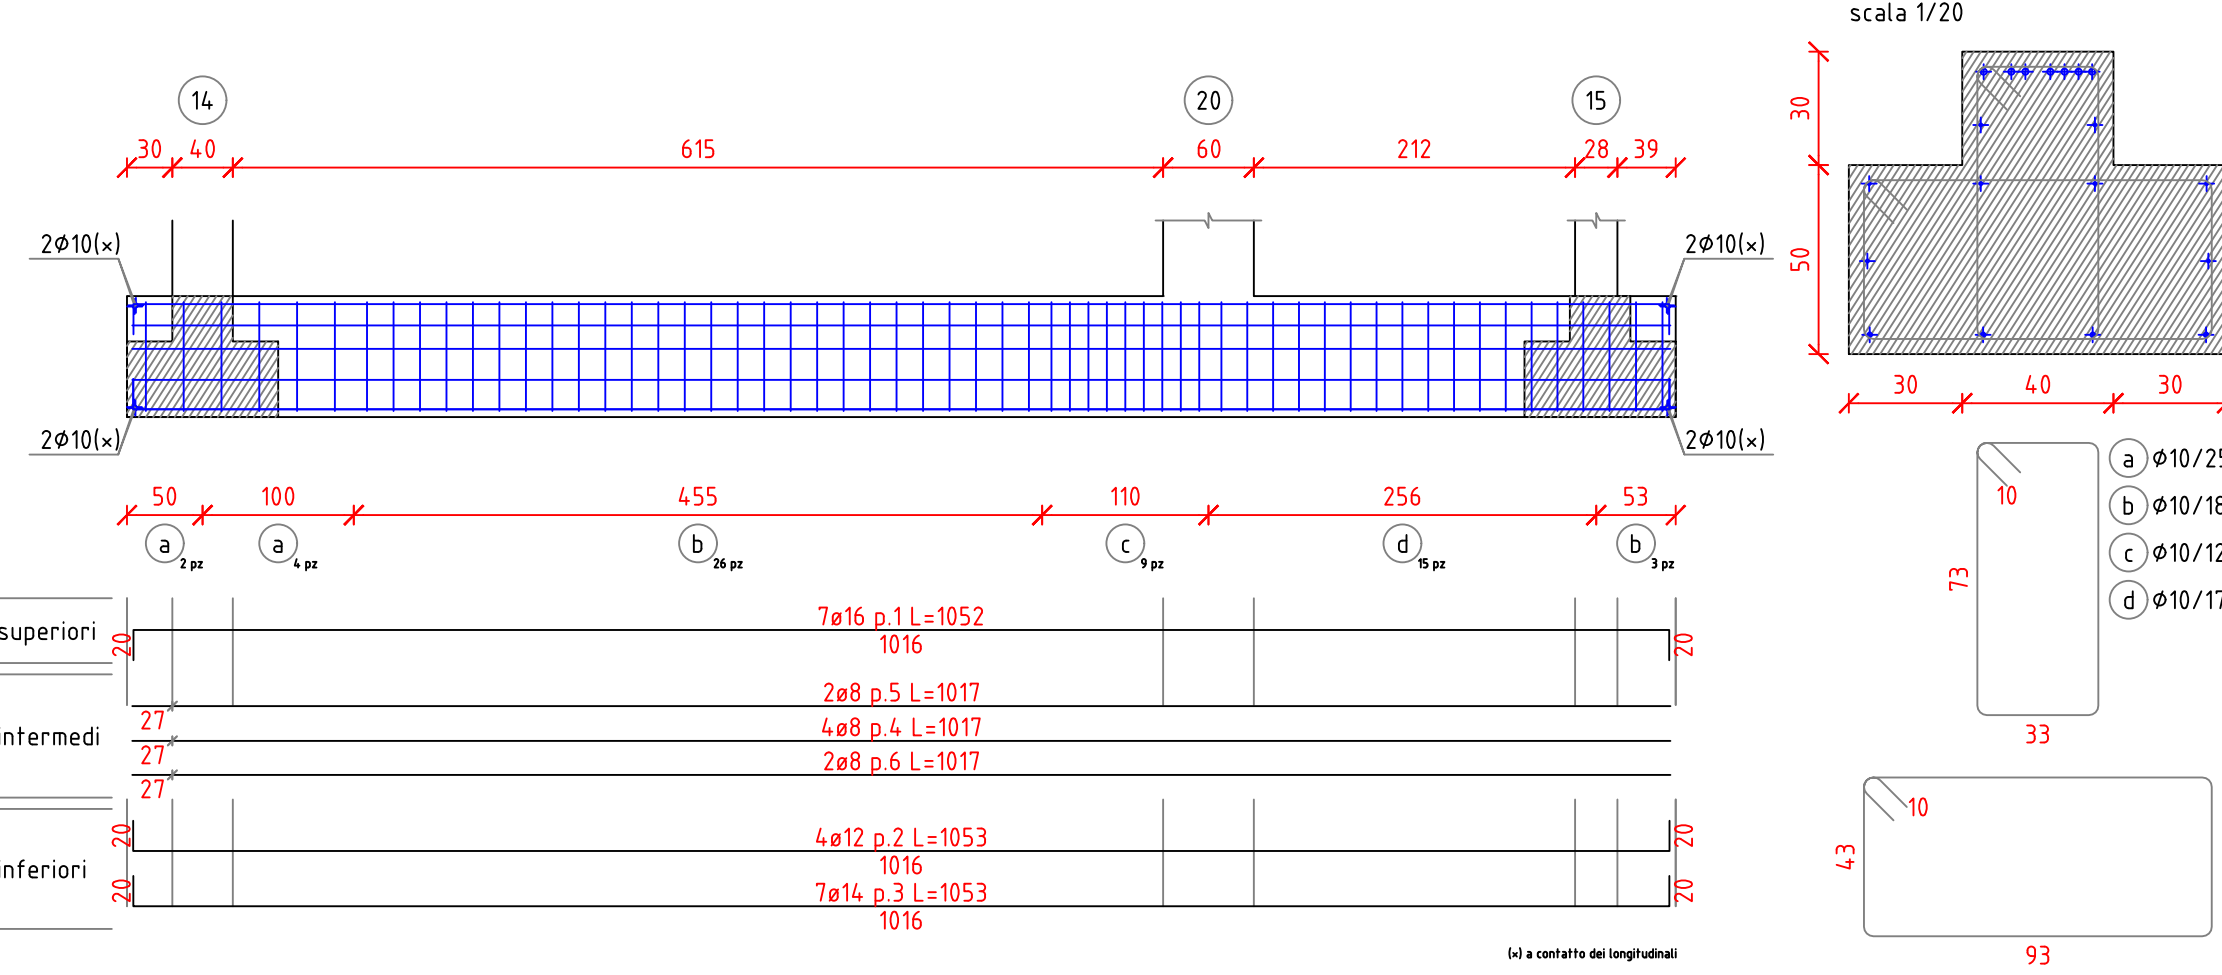 scala 1/20
14
20
15
30 40 615 60 212 28 39
30
50
2Ø10(×)
2Ø10(×)
2Ø10(×)
2Ø10(×)
30 40 30
50 100 455 110 256 53
a 2 pz
a 4 pz
b 26 pz
c 9 pz
d 15 pz
b 3 pz
10
73
33
a Ø10/25
b Ø10/18
c Ø10/12
d Ø10/17
superiori
7ø16 p.1 L=1052
20 1016 20
intermedi
2ø8 p.5 L=1017
27
4ø8 p.4 L=1017
27
2ø8 p.6 L=1017
27
inferiori
4ø12 p.2 L=1053
20 1016 20
7ø14 p.3 L=1053
20 1016 20
10
43
93
(×) a contatto dei longitudinali